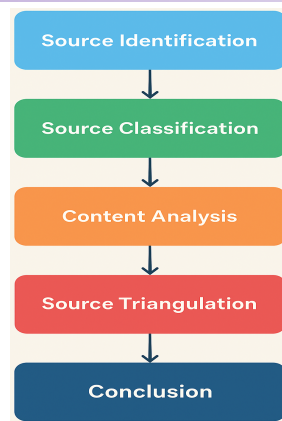 Source Identification
Source Classification
Content Analysis
Source Triangulation
Conclusion